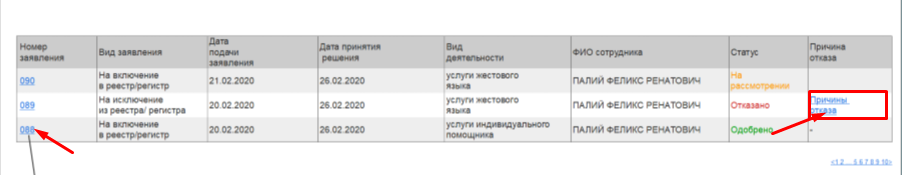 Номер заявления
Вид заявления
Дата подачи заявления
Дата принятия решения
Вид деятельности
ФИО сотрудника
Статус
Причина отказа
090
На включение в реестр/регистр
21.02.2020
26.02.2020
услуги жестового языка
ПАЛИЙ ФЕЛИКС РЕНАТОВИЧ
На рассмотрении
089
На исключение из реестра/ регистра
20.02.2020
26.02.2020
услуги жестового языка
ПАЛИЙ ФЕЛИКС РЕНАТОВИЧ
Отказано
Причины отказа
088
На включение в реестр/регистр
20.02.2020
26.02.2020
услуги индивидуального помощника
ПАЛИЙ ФЕЛИКС РЕНАТОВИЧ
Одобрено
-
<1 2 ... 5 6 7 8 9 10>